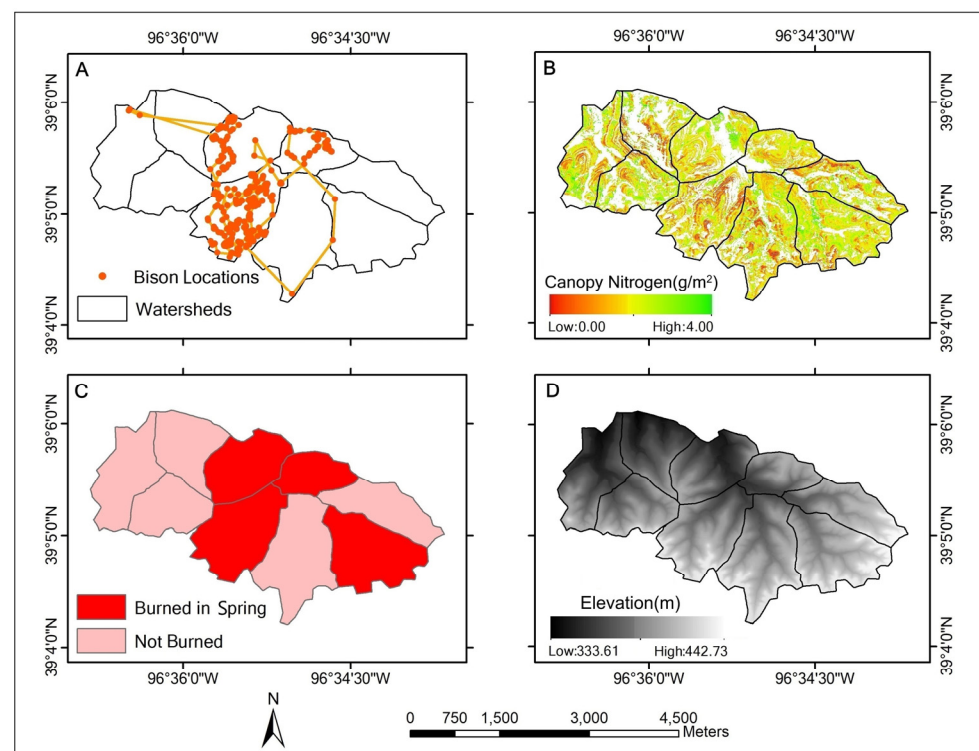 96°36'0"W 96°34'30"W 96°36'0"W 96°34'30"W
A
39°6'0"N
39°5'0"N
39°4'0"N
Bison Locations
Watersheds
B
39°6'0"N
39°5'0"N
39°4'0"N
Canopy Nitrogen(g/m²)
Low:0.00 High:4.00
C
39°6'0"N
39°5'0"N
39°4'0"N
Burned in Spring
Not Burned
D
39°6'0"N
39°5'0"N
39°4'0"N
Elevation(m)
Low:333.61 High:442.73
96°36'0"W 96°34'30"W 96°36'0"W 96°34'30"W
N
0 750 1,500 3,000 4,500
Meters